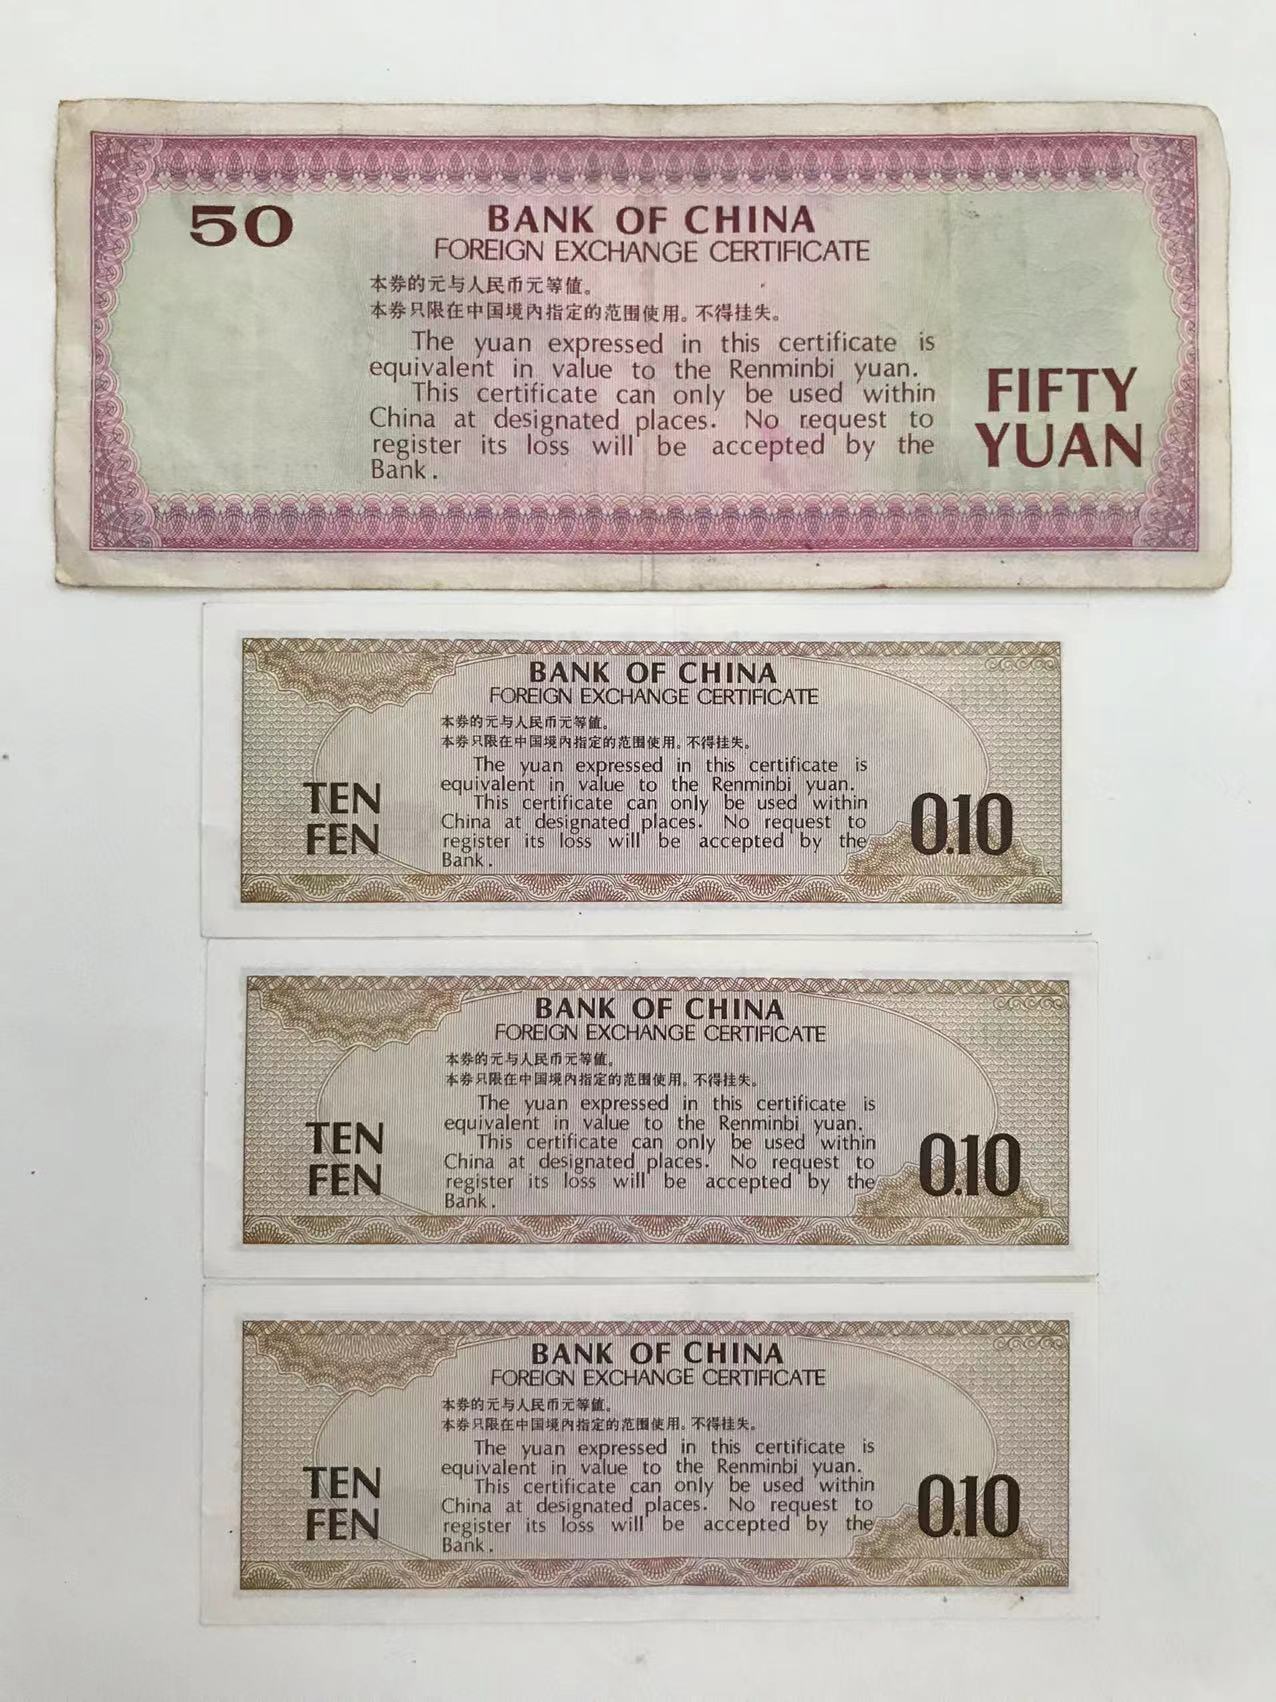 50
BANK OF CHINA
FOREIGN EXCHANGE CERTIFICATE
本券的元与人民币元等值。
本券只限在中国境内指定的范围使用。不得挂失。
The yuan expressed in this certificate is
equivalent in value to the Renminbi yuan.
This certificate can only be used within
China at designated places. No request to
register its loss will be accepted by the
Bank.
FIFTY
YUAN
BANK OF CHINA
FOREIGN EXCHANGE CERTIFICATE
本券的元与人民币元等值。
本券只限在中国境内指定的范围使用。不得挂失。
The yuan expressed in this certificate is
equivalent in value to the Renminbi yuan.
This certificate can only be used within
China at designated places. No request to
register its loss will be accepted by the
Bank.
TEN
FEN
0.10
BANK OF CHINA
FOREIGN EXCHANGE CERTIFICATE
本券的元与人民币元等值。
本券只限在中国境内指定的范围使用。不得挂失。
The yuan expressed in this certificate is
equivalent in value to the Renminbi yuan.
This certificate can only be used within
China at designated places. No request to
register its loss will be accepted by the
Bank.
TEN
FEN
0.10
BANK OF CHINA
FOREIGN EXCHANGE CERTIFICATE
本券的元与人民币元等值。
本券只限在中国境内指定的范围使用。不得挂失。
The yuan expressed in this certificate is
equivalent in value to the Renminbi yuan.
This certificate can only be used within
China at designated places. No request to
register its loss will be accepted by the
Bank.
TEN
FEN
0.10